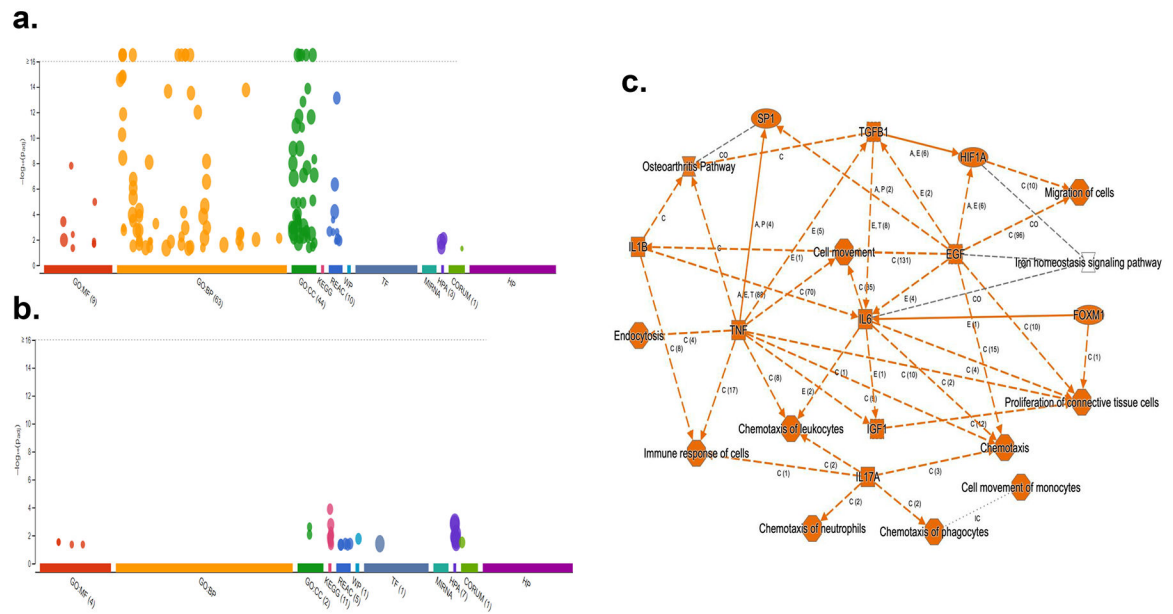 a.
≥16
16
14
12
10
8
6
4
2
0
-log10(padj)
GO:MF (9)
GO:BP (63)
GO:CC (44)
KEGG
REAC (10)
WP
TF
MIRNA
HPA (3)
CORUM (1)
HP
b.
≥16
14
12
10
8
6
4
2
0
-log10(padj)
GO:MF (4)
GO:BP
GO:CC (2)
KEGG (11)
REAC (5)
WP (1)
TF (1)
MIRNA
HPA (7)
CORUM (1)
HP
c.
SP1
TGFB1
CO
C
A, E (6)
HIF1A
Osteoarthritis Pathway
C (10)
Migration of cells
A, P (2)
E (2)
A, E (6)
C
E, T (8)
CO
A, P (4)
E (5)
C (96)
IL1B
C
Cell movement
EGF
E (1)
C (131)
Iron homeostasis signaling pathway
A, E, T (88)
C (70)
C (35)
E (4)
CO
IL6
FOXM1
Endocytosis
TNF
E (1)
C (10)
C (4)
C (8)
C (15)
C (1)
C (1)
E (1)
C (10)
C (4)
C (17)
C (8)
C (2)
E (2)
Proliferation of connective tissue cells
Chemotaxis of leukocytes
IGF1
C (12)
Chemotaxis
Immune response of cells
C (2)
C (3)
C (1)
IL17A
Cell movement of monocytes
C (2)
C (2)
IC
Chemotaxis of neutrophils
Chemotaxis of phagocytes